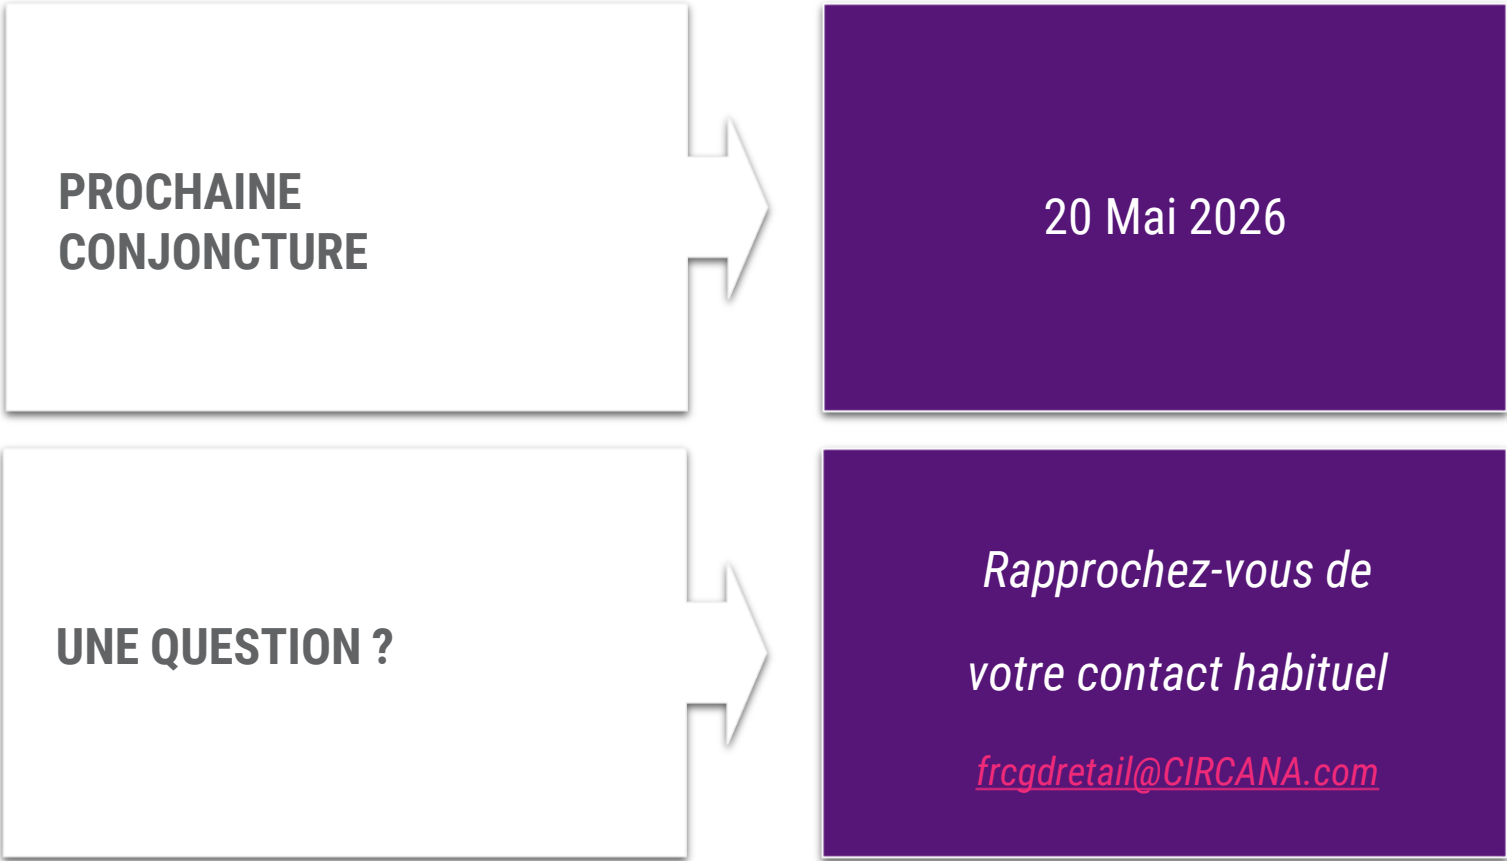 PROCHAINE
CONJONCTURE
20 Mai 2026
UNE QUESTION ?
Rapprochez-vous de
votre contact habituel
frcgdretail@CIRCANA.com